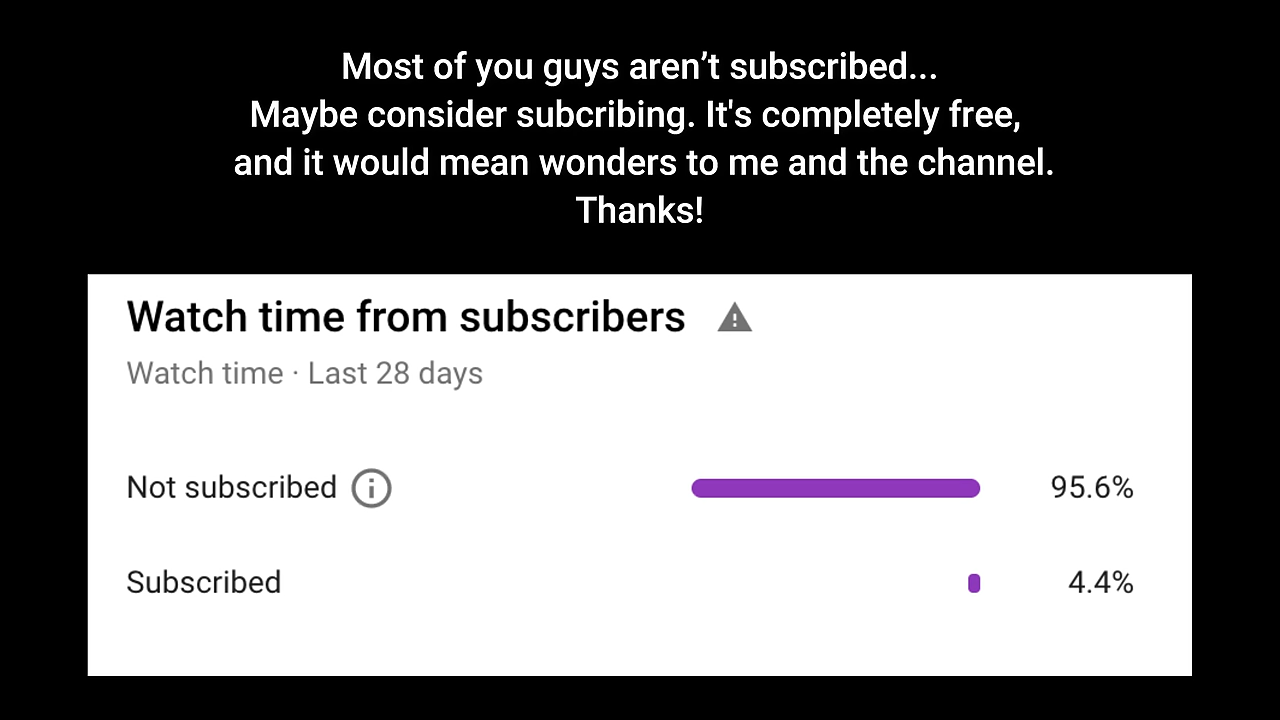 Most of you guys aren’t subscribed...
Maybe consider subcribing. It's completely free,
and it would mean wonders to me and the channel.
Thanks!
Watch time from subscribers
Watch time · Last 28 days
Not subscribed 95.6%
Subscribed 4.4%